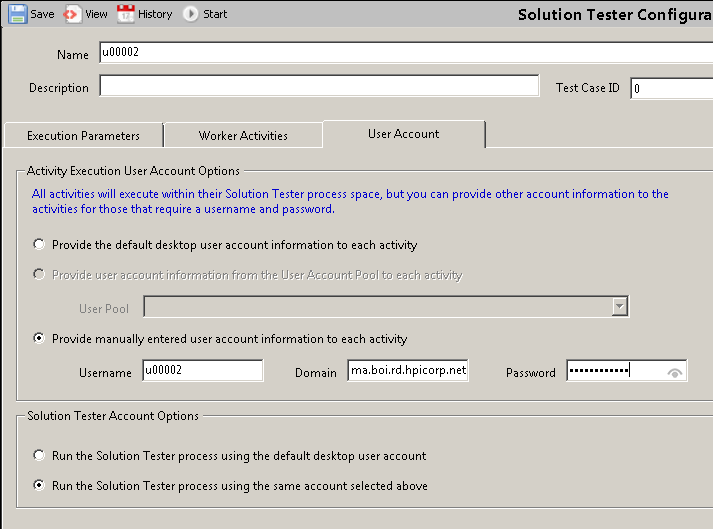 Save View History Start Solution Tester Configura
Name u00002
Description Test Case ID 0
Execution Parameters Worker Activities User Account
Activity Execution User Account Options
All activities will execute within their Solution Tester process space, but you can provide other account information to the
activities for those that require a username and password.
Provide the default desktop user account information to each activity
Provide user account information from the User Account Pool to each activity
User Pool
Provide manually entered user account information to each activity
Username u00002 Domain ma.boi.rd.hpicorp.net Password ••••••••••••
Solution Tester Account Options
Run the Solution Tester process using the default desktop user account
Run the Solution Tester process using the same account selected above